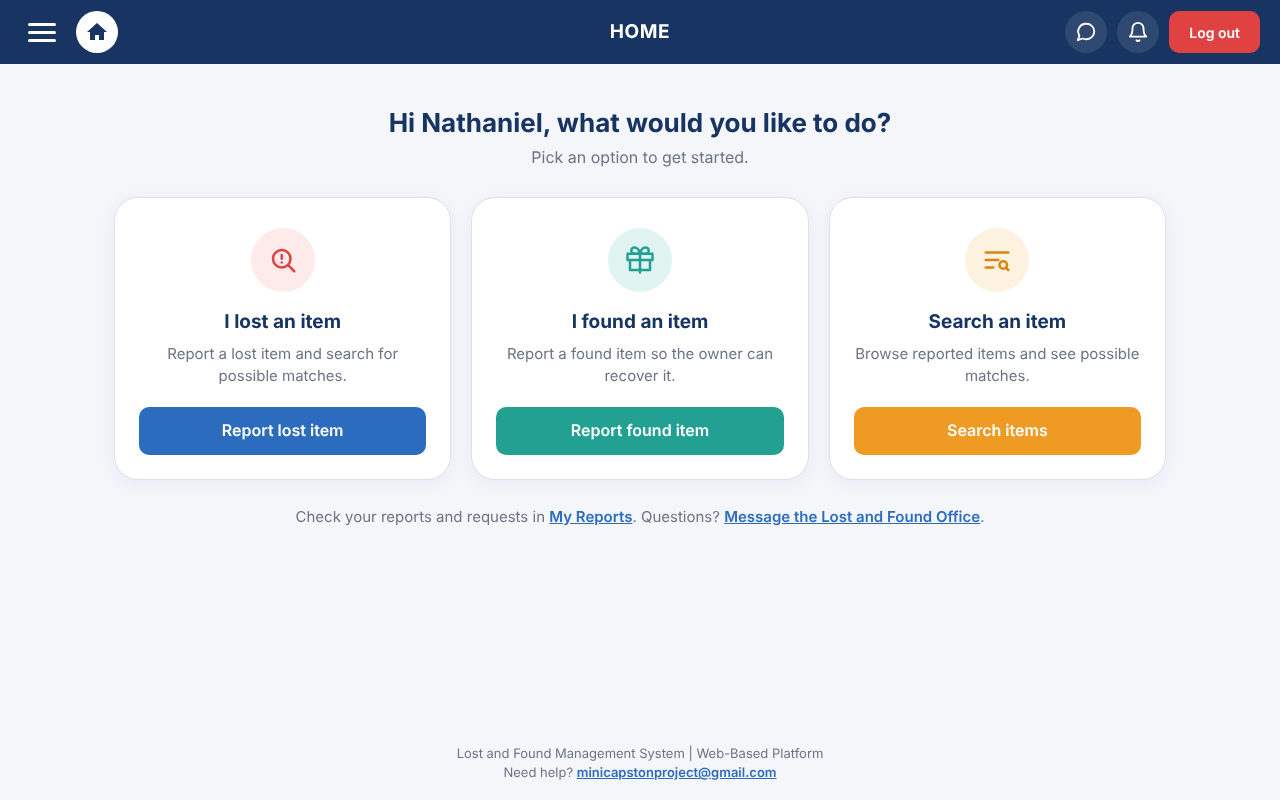 HOME
Log out
Hi Nathaniel, what would you like to do?
Pick an option to get started.
I lost an item
Report a lost item and search for
possible matches.
Report lost item
I found an item
Report a found item so the owner can
recover it.
Report found item
Search an item
Browse reported items and see possible
matches.
Search items
Check your reports and requests in My Reports. Questions? Message the Lost and Found Office.
Lost and Found Management System | Web-Based Platform
Need help? minicapstonproject@gmail.com